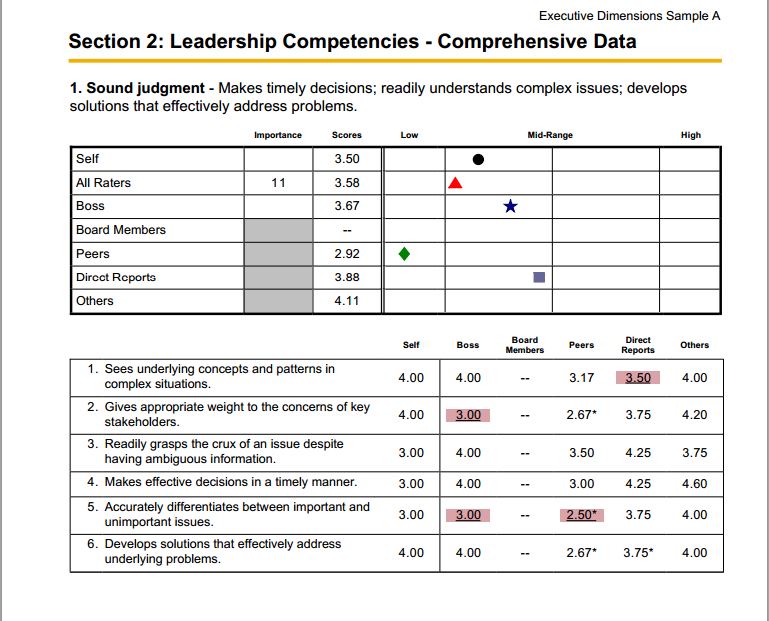 Executive Dimensions Sample A
Section 2: Leadership Competencies - Comprehensive Data
1. Sound judgment - Makes timely decisions; readily understands complex issues; develops
solutions that effectively address problems.
Importance Scores Low Mid-Range High
Self 3.50
All Raters 11 3.58
Boss 3.67
Board Members --
Peers 2.92
Direct Reports 3.88
Others 4.11
Self Boss Board Members Peers Direct Reports Others
1. Sees underlying concepts and patterns in
complex situations. 4.00 4.00 -- 3.17 3.50 4.00
2. Gives appropriate weight to the concerns of key
stakeholders. 4.00 3.00 -- 2.67* 3.75 4.20
3. Readily grasps the crux of an issue despite
having ambiguous information. 3.00 4.00 -- 3.50 4.25 3.75
4. Makes effective decisions in a timely manner. 3.00 4.00 -- 3.00 4.25 4.60
5. Accurately differentiates between important and
unimportant issues. 3.00 3.00 -- 2.50* 3.75 4.00
6. Develops solutions that effectively address
underlying problems. 4.00 4.00 -- 2.67* 3.75* 4.00